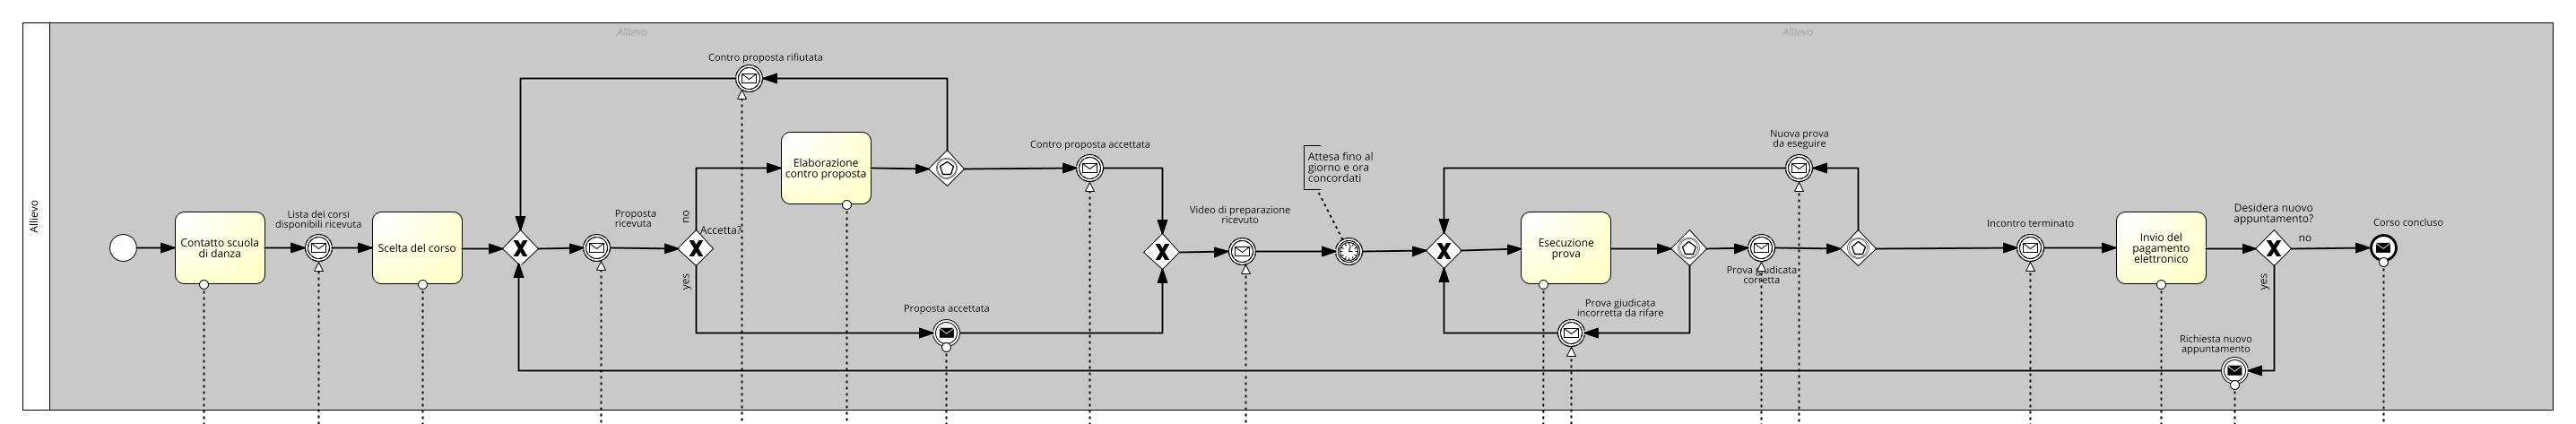 Allievo
Allievo
Allievo
Contro proposta rifiutata
Contatto scuola
di danza
Lista dei corsi
disponibili ricevuta
Scelta del corso
Proposta
ricevuta
Accetta?
no
yes
Elaborazione
contro proposta
Contro proposta accettata
Proposta accettata
Video di preparazione
ricevuto
Attesa fino al
giorno e ora
concordati
Esecuzione
prova
Prova giudicata
incorretta da rifare
Prova giudicata
corretta
Nuova prova
da eseguire
Incontro terminato
Invio del
pagamento
elettronico
Desidera nuovo
appuntamento?
no
yes
Richiesta nuovo
appuntamento
Corso concluso